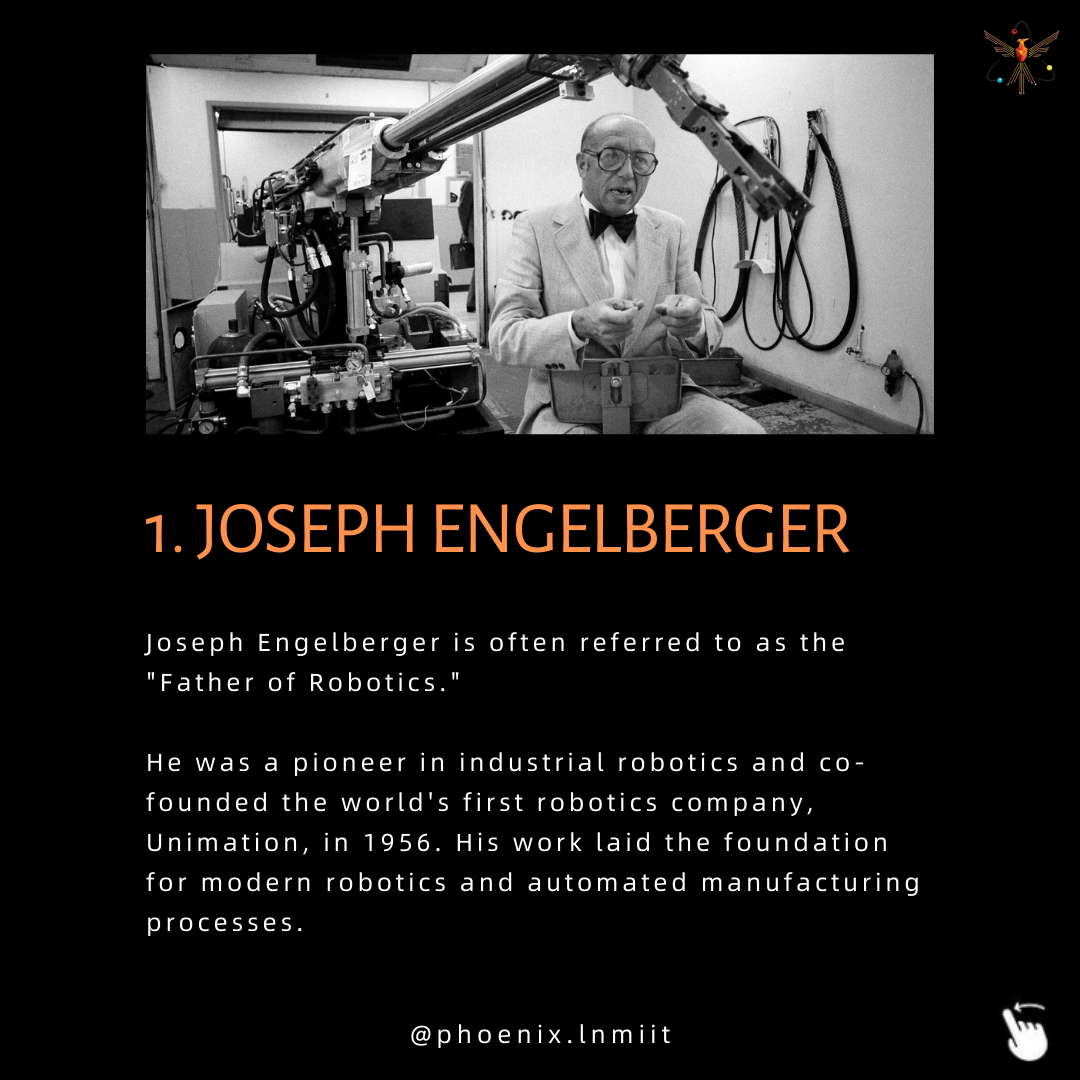 1. JOSEPH ENGELBERGER
Joseph Engelberger is often referred to as the
"Father of Robotics."
He was a pioneer in industrial robotics and co-
founded the world's first robotics company,
Unimation, in 1956. His work laid the foundation
for modern robotics and automated manufacturing
processes.
@phoenix.lnmiit